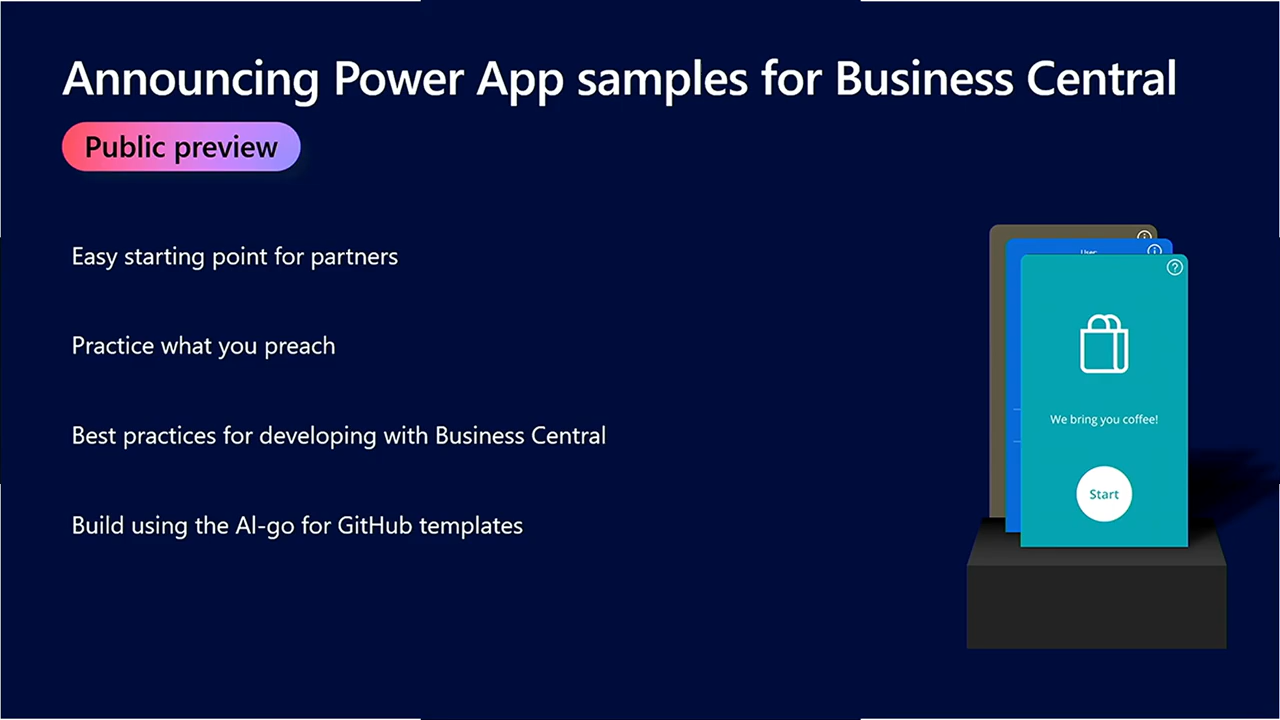 Announcing Power App samples for Business Central
Public preview
Easy starting point for partners
Practice what you preach
Best practices for developing with Business Central
Build using the Al-go for GitHub templates
We bring you coffee!
Start